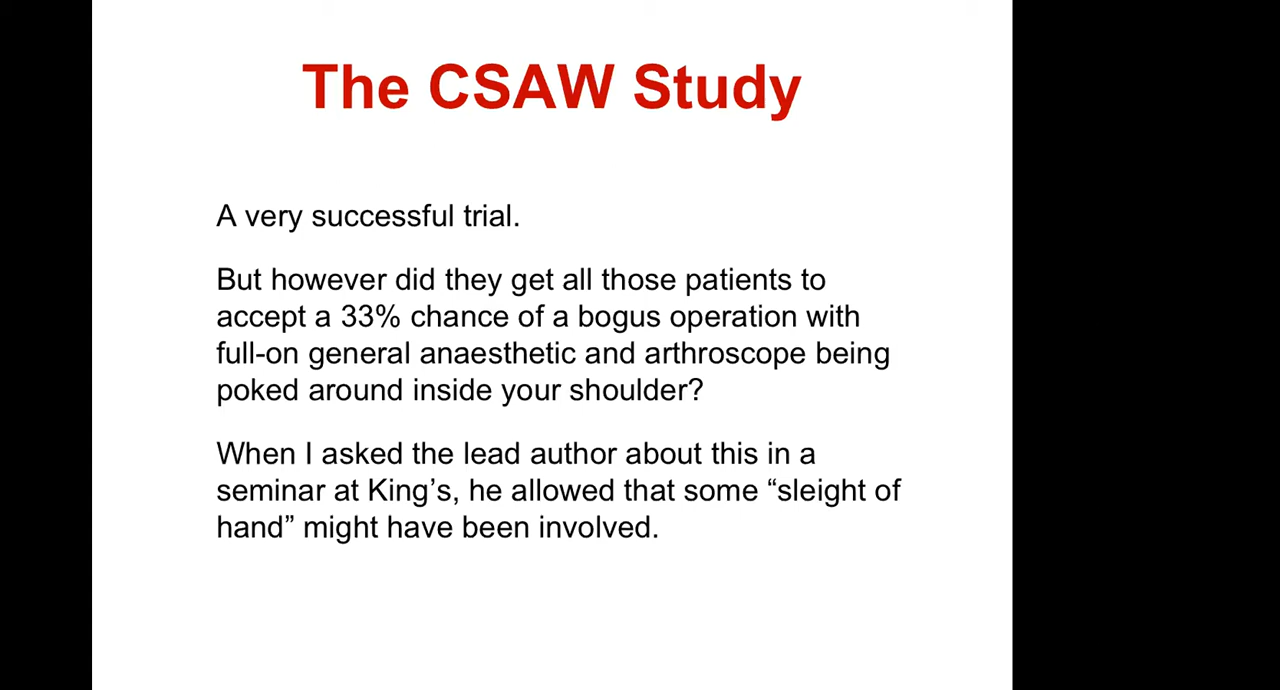 The CSAW Study
A very successful trial.
But however did they get all those patients to
accept a 33% chance of a bogus operation with
full-on general anaesthetic and arthroscope being
poked around inside your shoulder?
When I asked the lead author about this in a
seminar at King’s, he allowed that some “sleight of
hand” might have been involved.